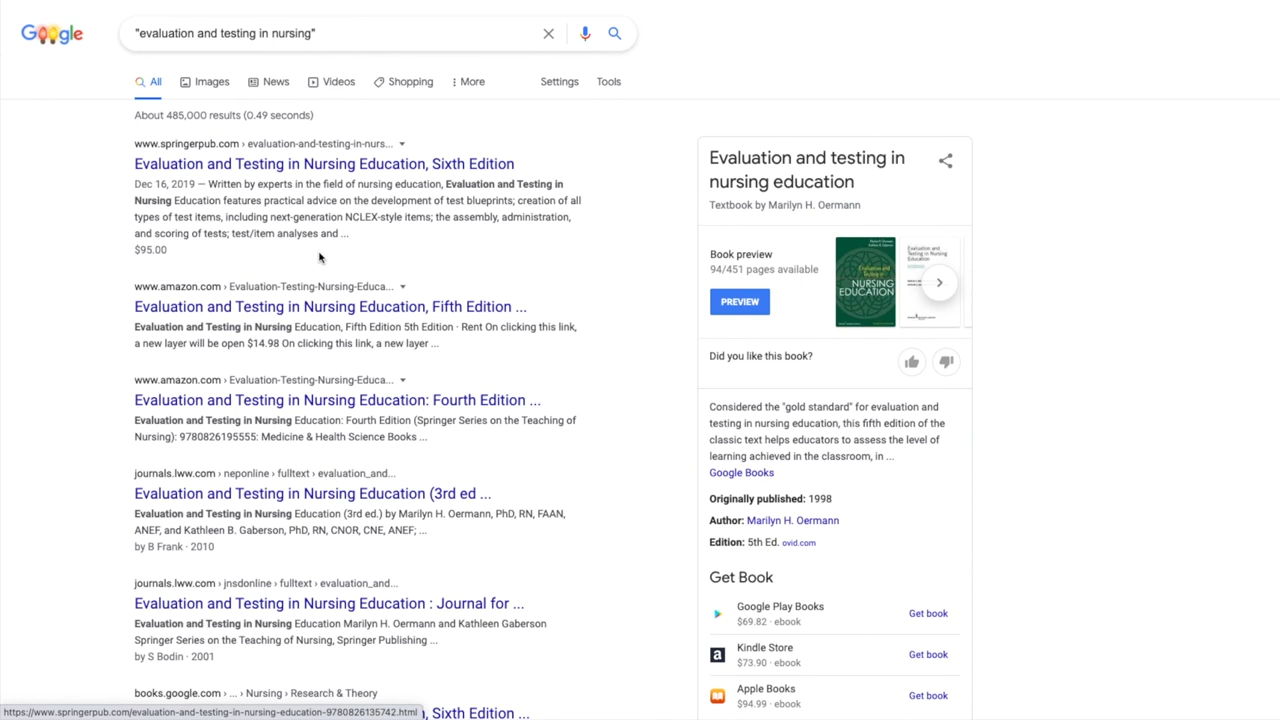 Google
"evaluation and testing in nursing"
All
Images
News
Videos
Shopping
More
Settings
Tools
About 485,000 results (0.49 seconds)
www.springerpub.com › evaluation-and-testing-in-nurs...
Evaluation and Testing in Nursing Education, Sixth Edition
Dec 16, 2019 — Written by experts in the field of nursing education, Evaluation and Testing in
Nursing Education features practical advice on the development of test blueprints; creation of all
types of test items, including next-generation NCLEX-style items; the assembly, administration,
and scoring of tests; test/item analyses and ...
$95.00
www.amazon.com › Evaluation-Testing-Nursing-Educa...
Evaluation and Testing in Nursing Education, Fifth Edition ...
Evaluation and Testing in Nursing Education, Fifth Edition 5th Edition · Rent On clicking this link,
a new layer will be open $14.98 On clicking this link, a new layer ...
www.amazon.com › Evaluation-Testing-Nursing-Educa...
Evaluation and Testing in Nursing Education: Fourth Edition ...
Evaluation and Testing in Nursing Education: Fourth Edition (Springer Series on the Teaching of
Nursing): 9780826195555: Medicine & Health Science Books ...
journals.lww.com › neponline › fulltext › evaluation_and...
Evaluation and Testing in Nursing Education (3rd ed ...
Evaluation and Testing in Nursing Education (3rd ed.) by Marilyn H. Oermann, PhD, RN, FAAN,
ANEF, and Kathleen B. Gaberson, PhD, RN, CNOR, CNE, ANEF; ...
by B Frank · 2010
journals.lww.com › jnsdonline › fulltext › evaluation_and...
Evaluation and Testing in Nursing Education : Journal for ...
Evaluation and Testing in Nursing Education Marilyn H. Oermann and Kathleen Gaberson
Springer Series on the Teaching of Nursing, Springer Publishing ...
by S Bodin · 2001
books.google.com › ... › Nursing › Research & Theory
, Sixth Edition ...
https://www.springerpub.com/evaluation-and-testing-in-nursing-education-9780826135742.html
Evaluation and testing in
nursing education
Textbook by Marilyn H. Oermann
Book preview
94/451 pages available
PREVIEW
Evaluation and
Testing in
NURSING
EDUCATION
Evaluation and
Testing in Nursing
Education
Did you like this book?
Considered the "gold standard" for evaluation and
testing in nursing education, this fifth edition of the
classic text helps educators to assess the level of
learning achieved in the classroom, in ...
Google Books
Originally published: 1998
Author: Marilyn H. Oermann
Edition: 5th Ed. ovid.com
Get Book
Google Play Books
$69.82 · ebook
Get book
Kindle Store
$73.90 · ebook
Get book
Apple Books
$94.99 · ebook
Get book